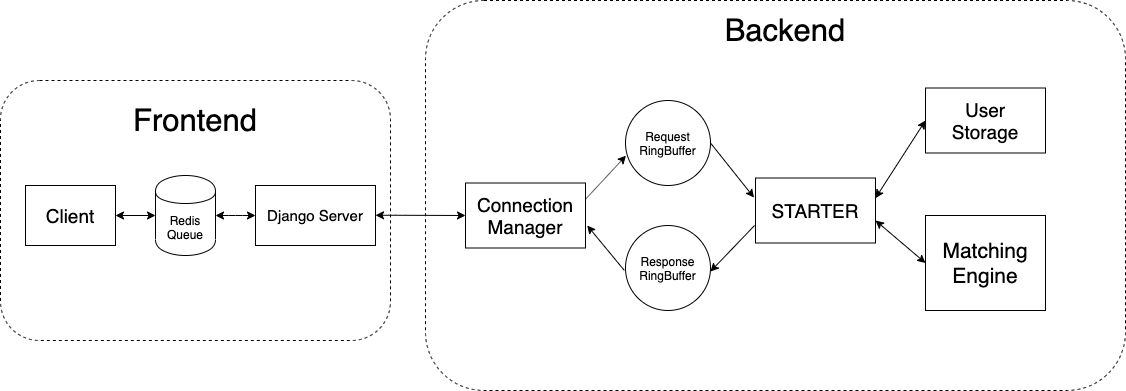 Backend
Frontend
Client
Redis
Queue
Django Server
Connection
Manager
Request
RingBuffer
Response
RingBuffer
STARTER
User
Storage
Matching
Engine